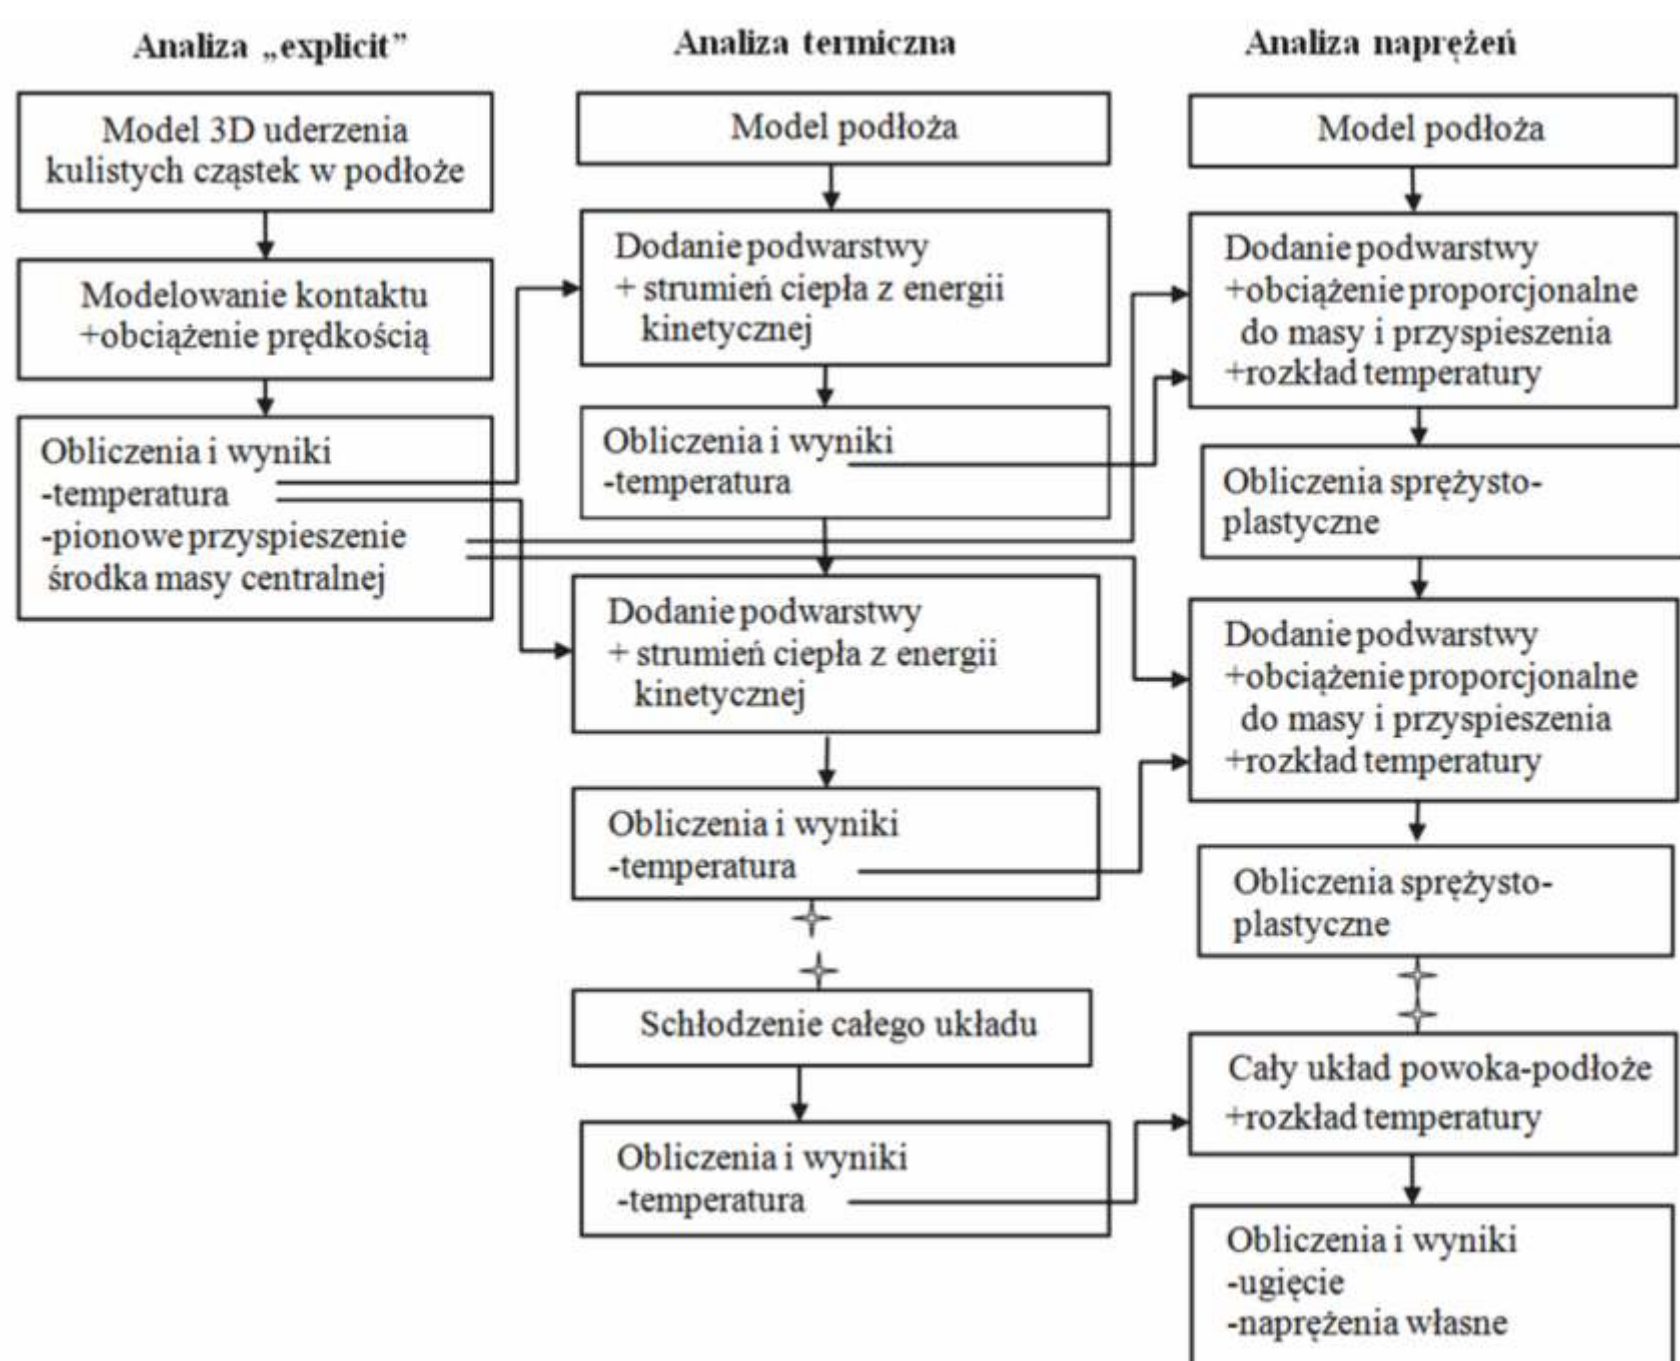 Analiza „explicit”
Model 3D uderzenia
kulistych cząstek w podłoże
Modelowanie kontaktu
+obciążenie prędkością
Obliczenia i wyniki
-temperatura
-pionowe przyspieszenie
środka masy centralnej
Analiza termiczna
Model podłoża
Dodanie podwarstwy
+ strumień ciepła z energii
kinetycznej
Obliczenia i wyniki
-temperatura
Dodanie podwarstwy
+ strumień ciepła z energii
kinetycznej
Obliczenia i wyniki
-temperatura
Schłodzenie całego układu
Obliczenia i wyniki
-temperatura
Analiza naprężeń
Model podłoża
Dodanie podwarstwy
+obciążenie proporcjonalne
do masy i przyspieszenia
+rozkład temperatury
Obliczenia sprężysto-
plastyczne
Dodanie podwarstwy
+obciążenie proporcjonalne
do masy i przyspieszenia
+rozkład temperatury
Obliczenia sprężysto-
plastyczne
Cały układ powoka-podłoże
+rozkład temperatury
Obliczenia i wyniki
-ugięcie
-naprężenia własne